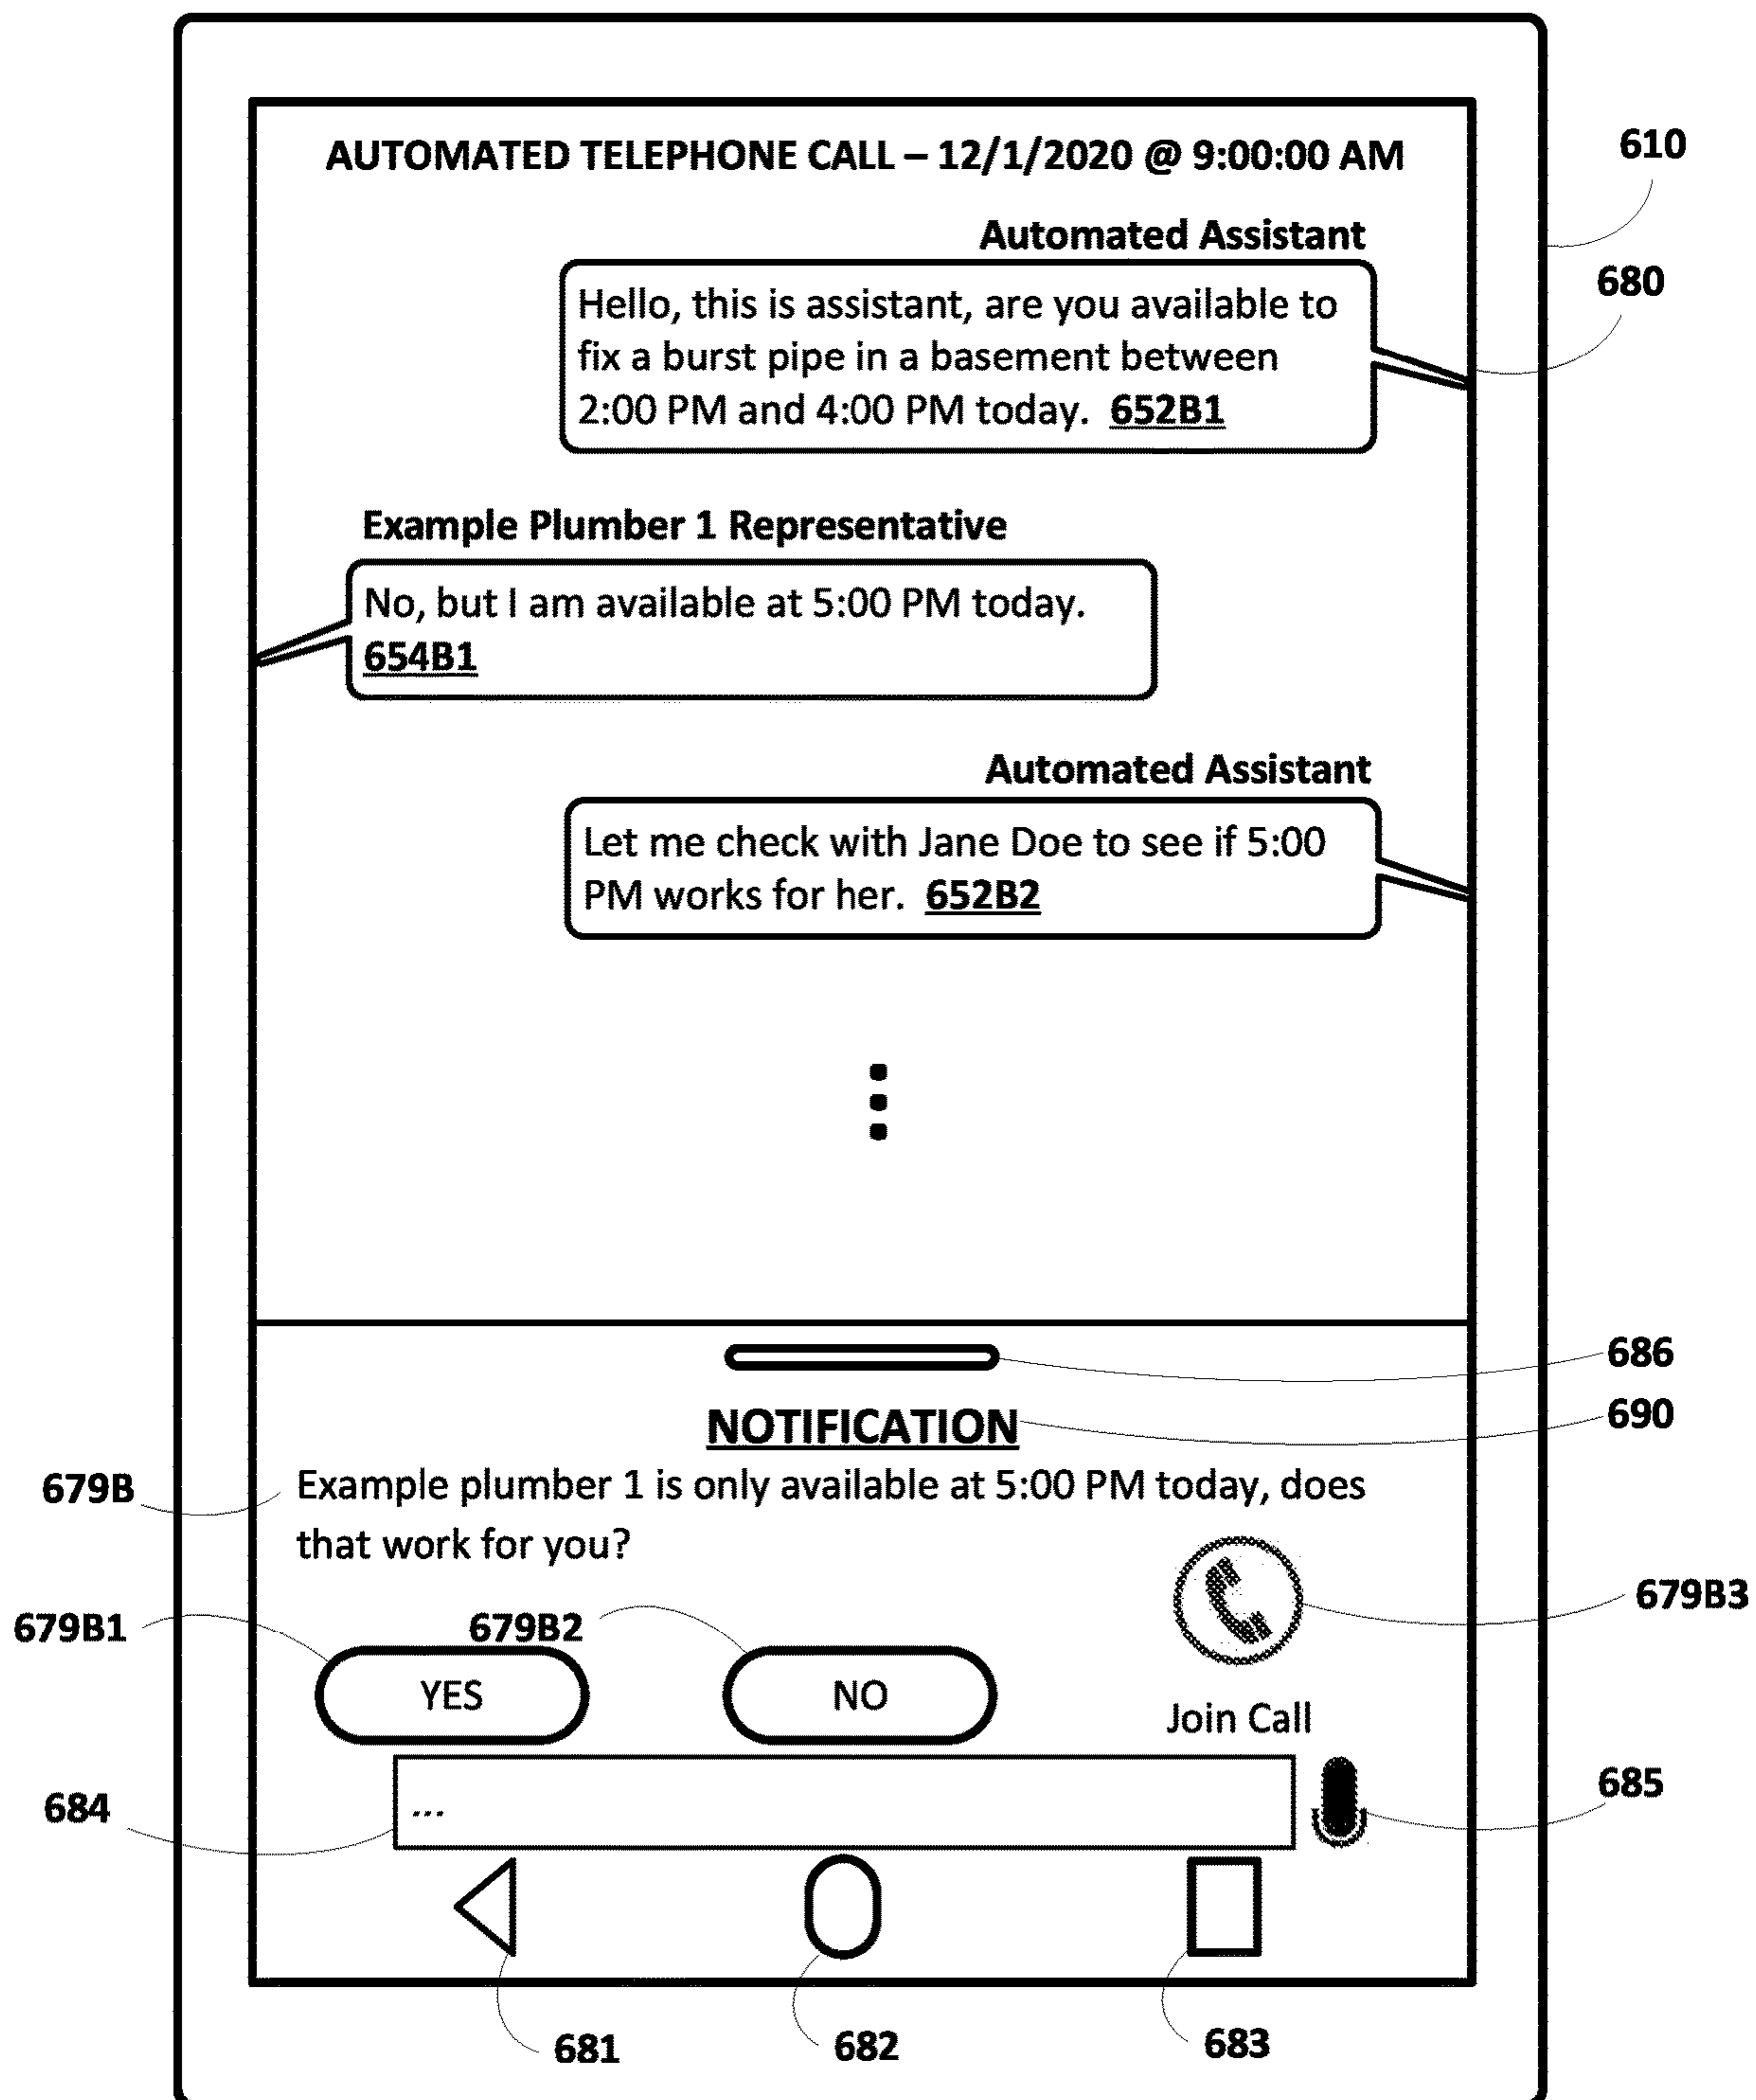 AUTOMATED TELEPHONE CALL – 12/1/2020 @ 9:00:00 AM
610
Automated Assistant
680
Hello, this is assistant, are you available to
fix a burst pipe in a basement between
2:00 PM and 4:00 PM today. 652B1
Example Plumber 1 Representative
No, but I am available at 5:00 PM today.
654B1
Automated Assistant
Let me check with Jane Doe to see if 5:00
PM works for her. 652B2
686
NOTIFICATION
690
679B
Example plumber 1 is only available at 5:00 PM today, does
that work for you?
679B3
679B1
679B2
YES
NO
Join Call
684
...
685
681
682
683